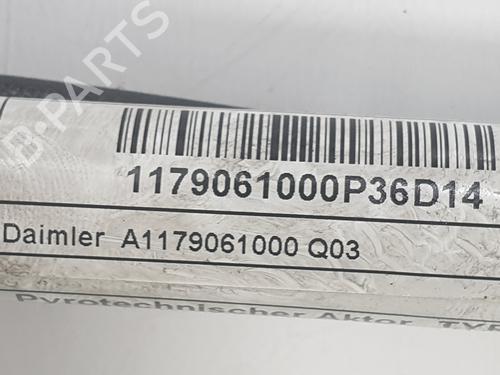 B-PARTS
1179061000P36D14
Daimler A1179061000 Q03
Pyrotechnischer Aktor